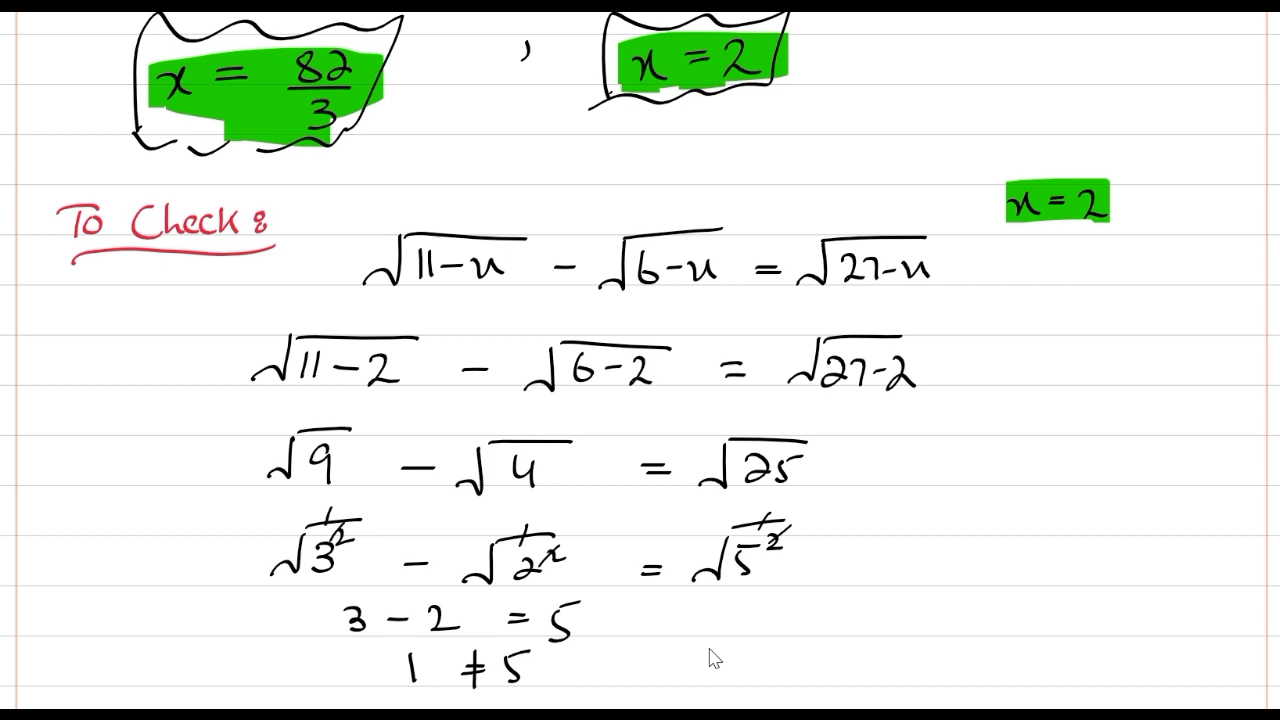 x = 82/3 , x = 2
x = 2
To Check:
√11-x - √6-x = √27-x
√11-2 - √6-2 = √27-2
√9 - √4 = √25
√3² - √2² = √5²
3 - 2 = 5
1 ≠ 5